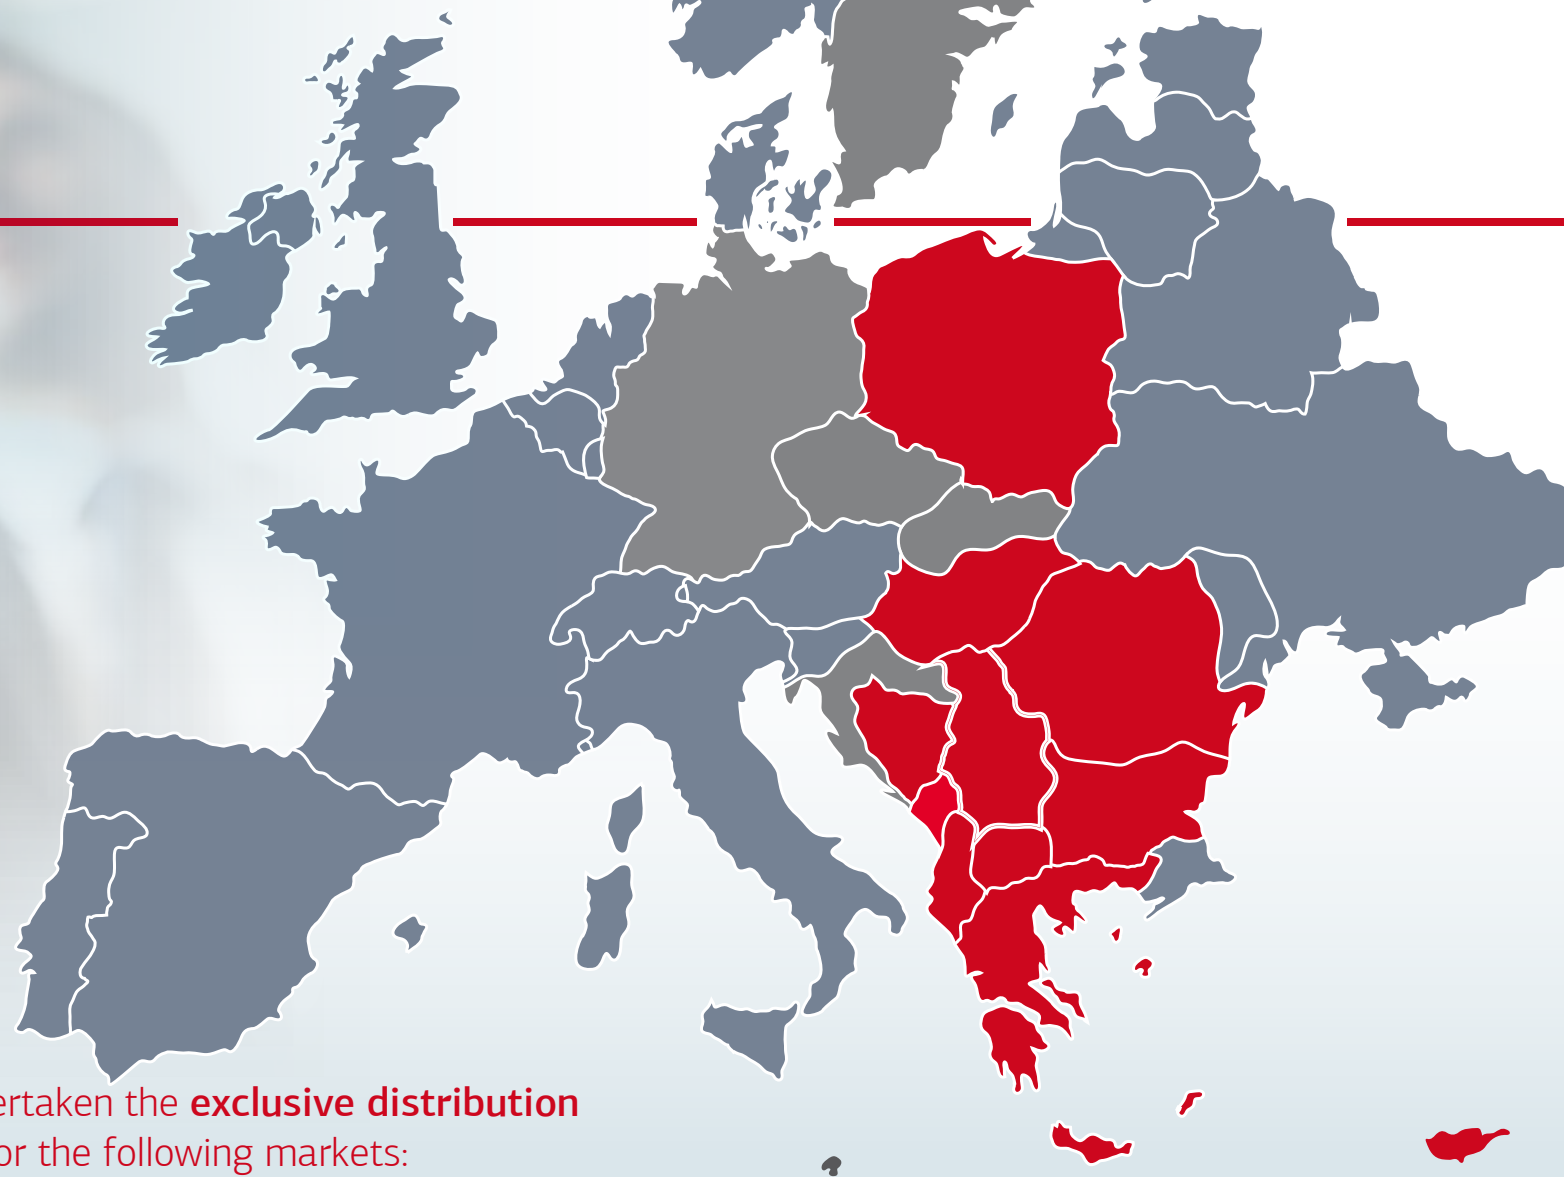 ertaken the exclusive distribution
or the following markets: